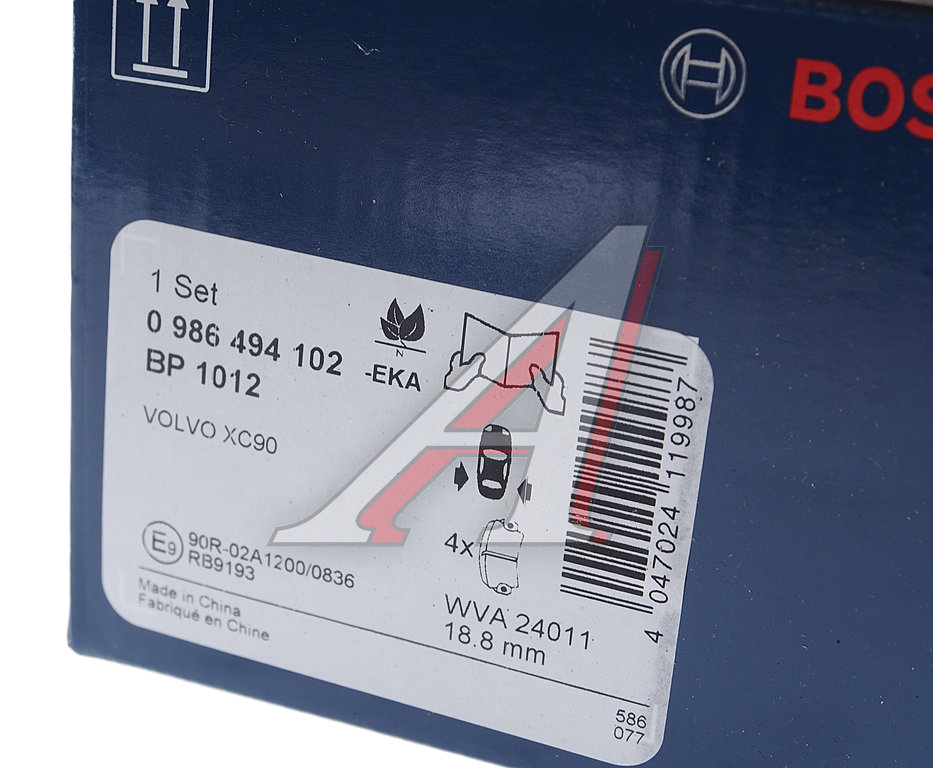 BOS
1 Set
0 986 494 102
-EKA
BP 1012
VOLVO XC90
N
4x
E9
90R-02A1200/0836
RB9193
Made in China
Fabriqué en Chine
WVA 24011
18.8 mm
4 047024 119987
586
077